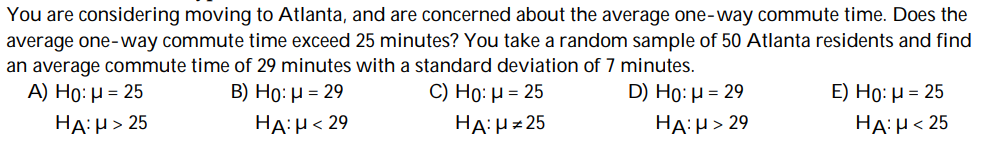 You are considering moving to Atlanta, and are concerned about the average one-way commute time. Does the
average one-way commute time exceed 25 minutes? You take a random sample of 50 Atlanta residents and find
an average commute time of 29 minutes with a standard deviation of 7 minutes.
A) H0: μ = 25 B) H0: μ = 29 C) H0: μ = 25 D) H0: μ = 29 E) H0: μ = 25
HA: μ > 25 HA: μ < 29 HA: μ ≠ 25 HA: μ > 29 HA: μ < 25